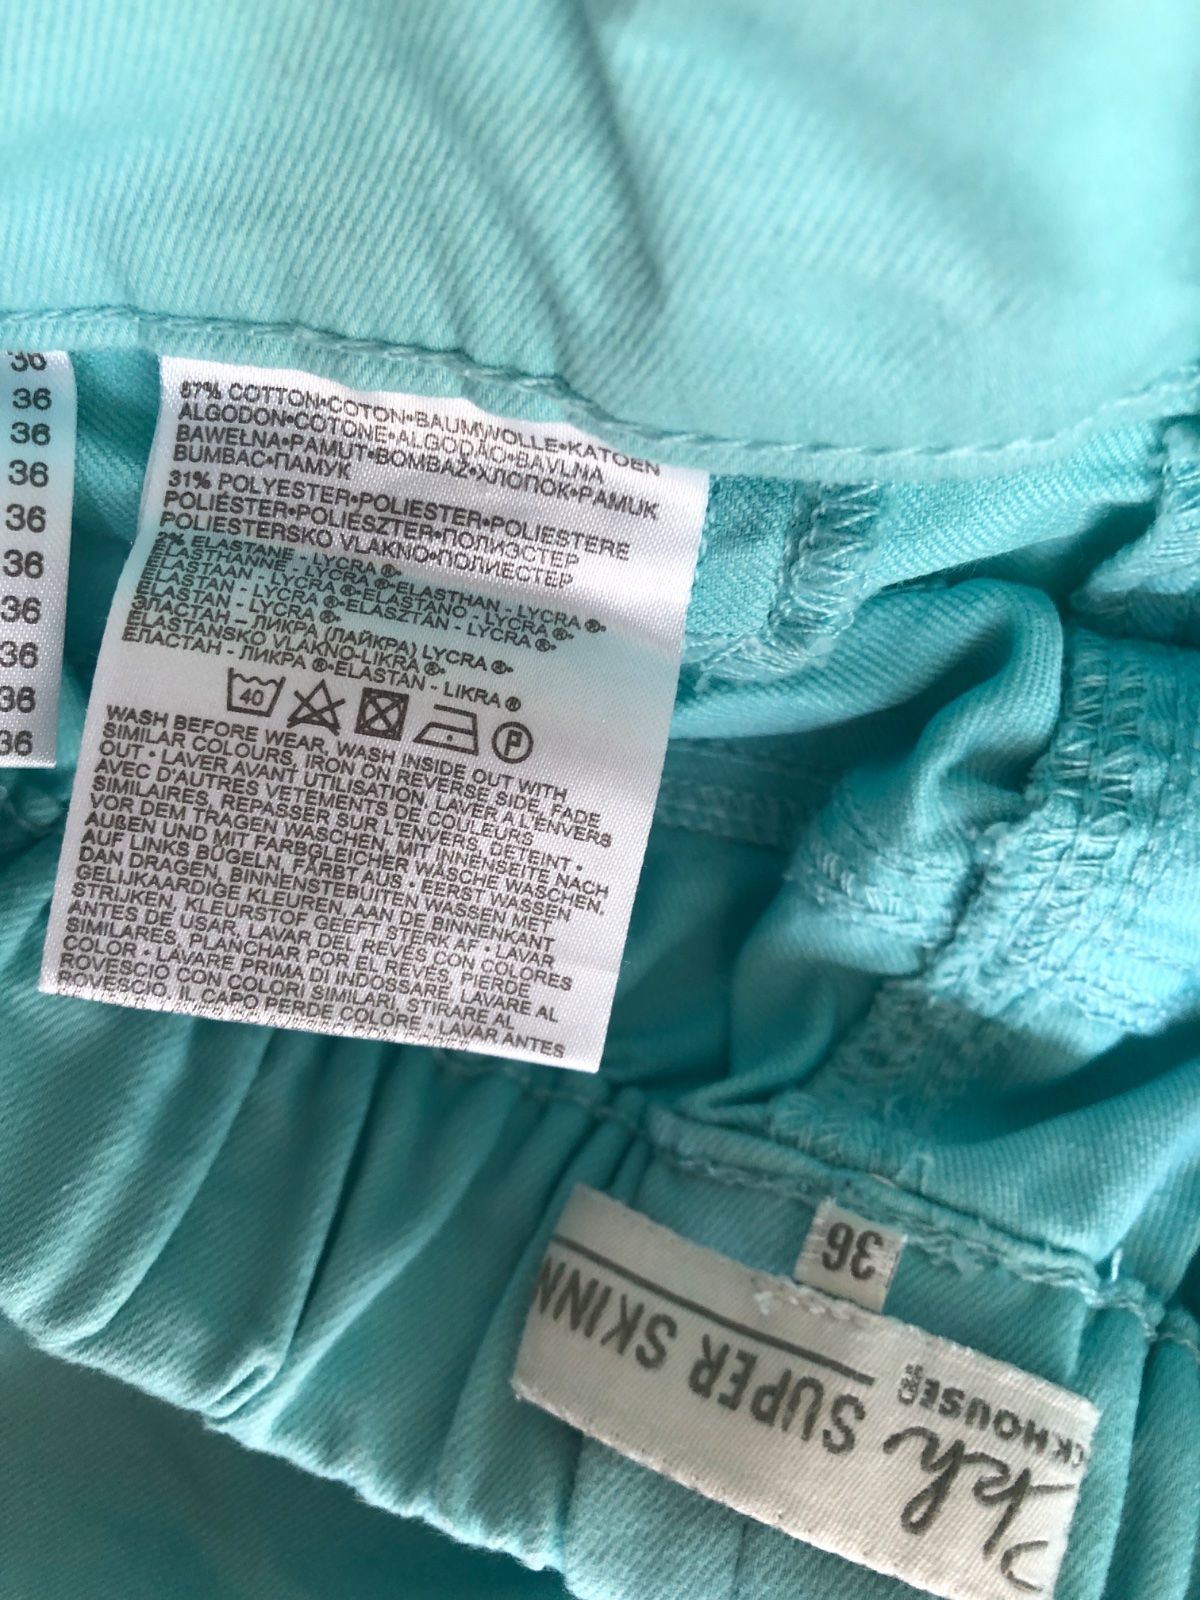 36
36
36
36
36
36
36
36
36
36
67% COTTON•COTON•BAUMWOLLE•KATOEN
ALGODON•COTONE•ALGODÃO•BAVLNA
BAWEŁNA•PAMUT•BOMBAŽ•ХЛОПОК•PAMUK
BUMBAC•ПАМУК
31% POLYESTER•POLIESTER•POLIESTERE
POLIÉSTER•POLIESZTER•ПОЛИЭСТЕР
POLIESTERSKO VLAKNO•ПОЛИЕСТЕР
2% ELASTANE - LYCRA ®•
ELASTHANNE - LYCRA ®•ELASTHAN - LYCRA ®•
ELASTAAN - LYCRA ®•ELASTANO - LYCRA ®•
ELASTAN - LYCRA ®•ELASZTAN - LYCRA ®•
ЭЛАСТАН – ЛИКРА (ЛАЙКРА) LYCRA ®•
ELASTANSKO VLAKNO-LIKRA ®•
ЕЛАСТАН - ЛИКРА ®•ELASTAN - LIKRA ®
40
P
WASH BEFORE WEAR, WASH INSIDE OUT WITH
SIMILAR COLOURS, IRON ON REVERSE SIDE, FADE
OUT • LAVER AVANT UTILISATION, LAVER A L'ENVERS
AVEC D'AUTRES VETEMENTS DE COULEURS
SIMILAIRES, REPASSER SUR L'ENVERS, DETEINT •
VOR DEM TRAGEN WASCHEN, MIT INNENSEITE NACH
AUßEN UND MIT FARBGLEICHER WÄSCHE WASCHEN,
AUF LINKS BÜGELN, FÄRBT AUS • EERST WASSEN
DAN DRAGEN, BINNENSTEBUITEN WASSEN MET
GELIJKAARDIGE KLEUREN, AAN DE BINNENKANT
STRIJKEN, KLEURSTOF GEEFT STERK AF • LAVAR
ANTES DE USAR, LAVAR DEL REVÉS CON COLORES
SIMILARES, PLANCHAR POR EL REVÉS, PIERDE
COLOR • LAVARE PRIMA DI INDOSSARE, LAVARE AL
ROVESCIO CON COLORI SIMILARI, STIRARE AL
ROVESCIO, IL CAPO PERDE COLORE • LAVAR ANTES
36
SUPER SKINN
kh
CKHOUSE